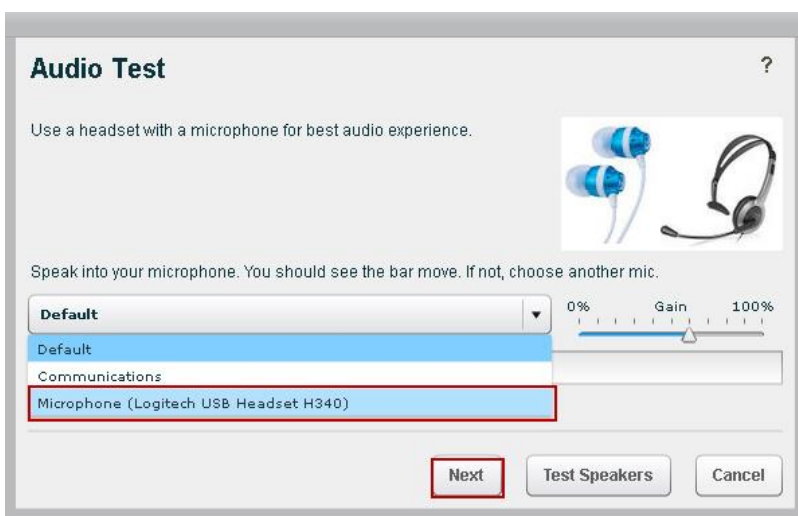 Audio Test ?
Use a headset with a microphone for best audio experience.
Speak into your microphone. You should see the bar move. If not, choose another mic.
Default 0% Gain 100%
Default
Communications
Microphone (Logitech USB Headset H340)
Next Test Speakers Cancel